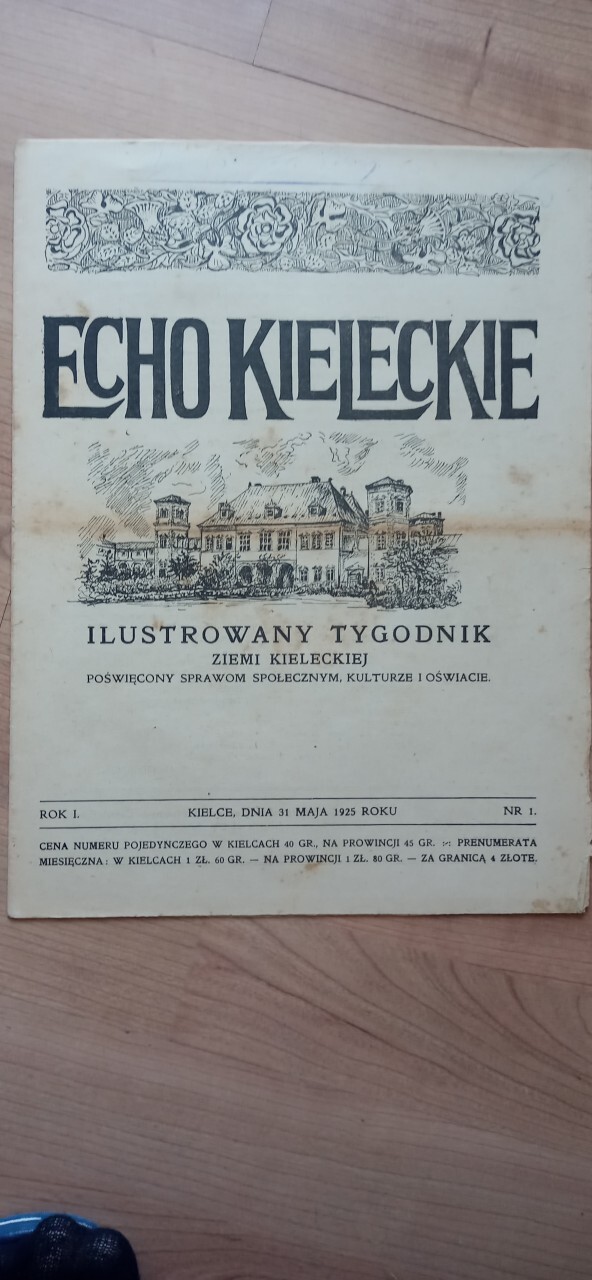 ECHO KIELECKIE
ILUSTROWANY TYGODNIK
ZIEMI KIELECKIEJ
POŚWIĘCONY SPRAWOM SPOŁECZNYM, KULTURZE I OŚWIACIE.
ROK I. KIELCE, DNIA 31 MAJA 1925 ROKU NR 1.
CENA NUMERU POJEDYNCZEGO W KIELCACH 40 GR., NA PROWINCJI 45 GR. :-: PRENUMERATA
MIESIĘCZNA: W KIELCACH 1 ZŁ. 60 GR. — NA PROWINCJI 1 ZŁ. 80 GR. — ZA GRANICĄ 4 ZŁOTE.